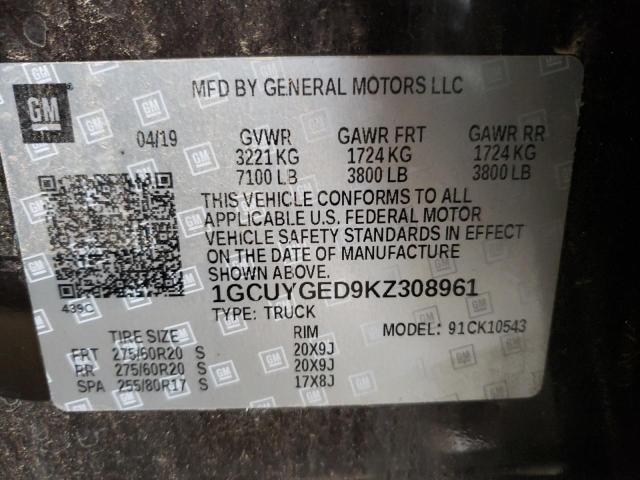 GM
MFD BY GENERAL MOTORS LLC
04/19 GVWR GAWR FRT GAWR RR
3221 KG 1724 KG 1724 KG
7100 LB 3800 LB 3800 LB
THIS VEHICLE CONFORMS TO ALL
APPLICABLE U.S. FEDERAL MOTOR
VEHICLE SAFETY STANDARDS IN EFFECT
ON THE DATE OF MANUFACTURE
SHOWN ABOVE.
439C
1GCUYGED9KZ308961
TYPE: TRUCK MODEL: 91CK10543
TIRE SIZE RIM
FRT 275/60R20 S 20X9J
RR 275/60R20 S 20X9J
SPA 255/80R17 S 17X8J